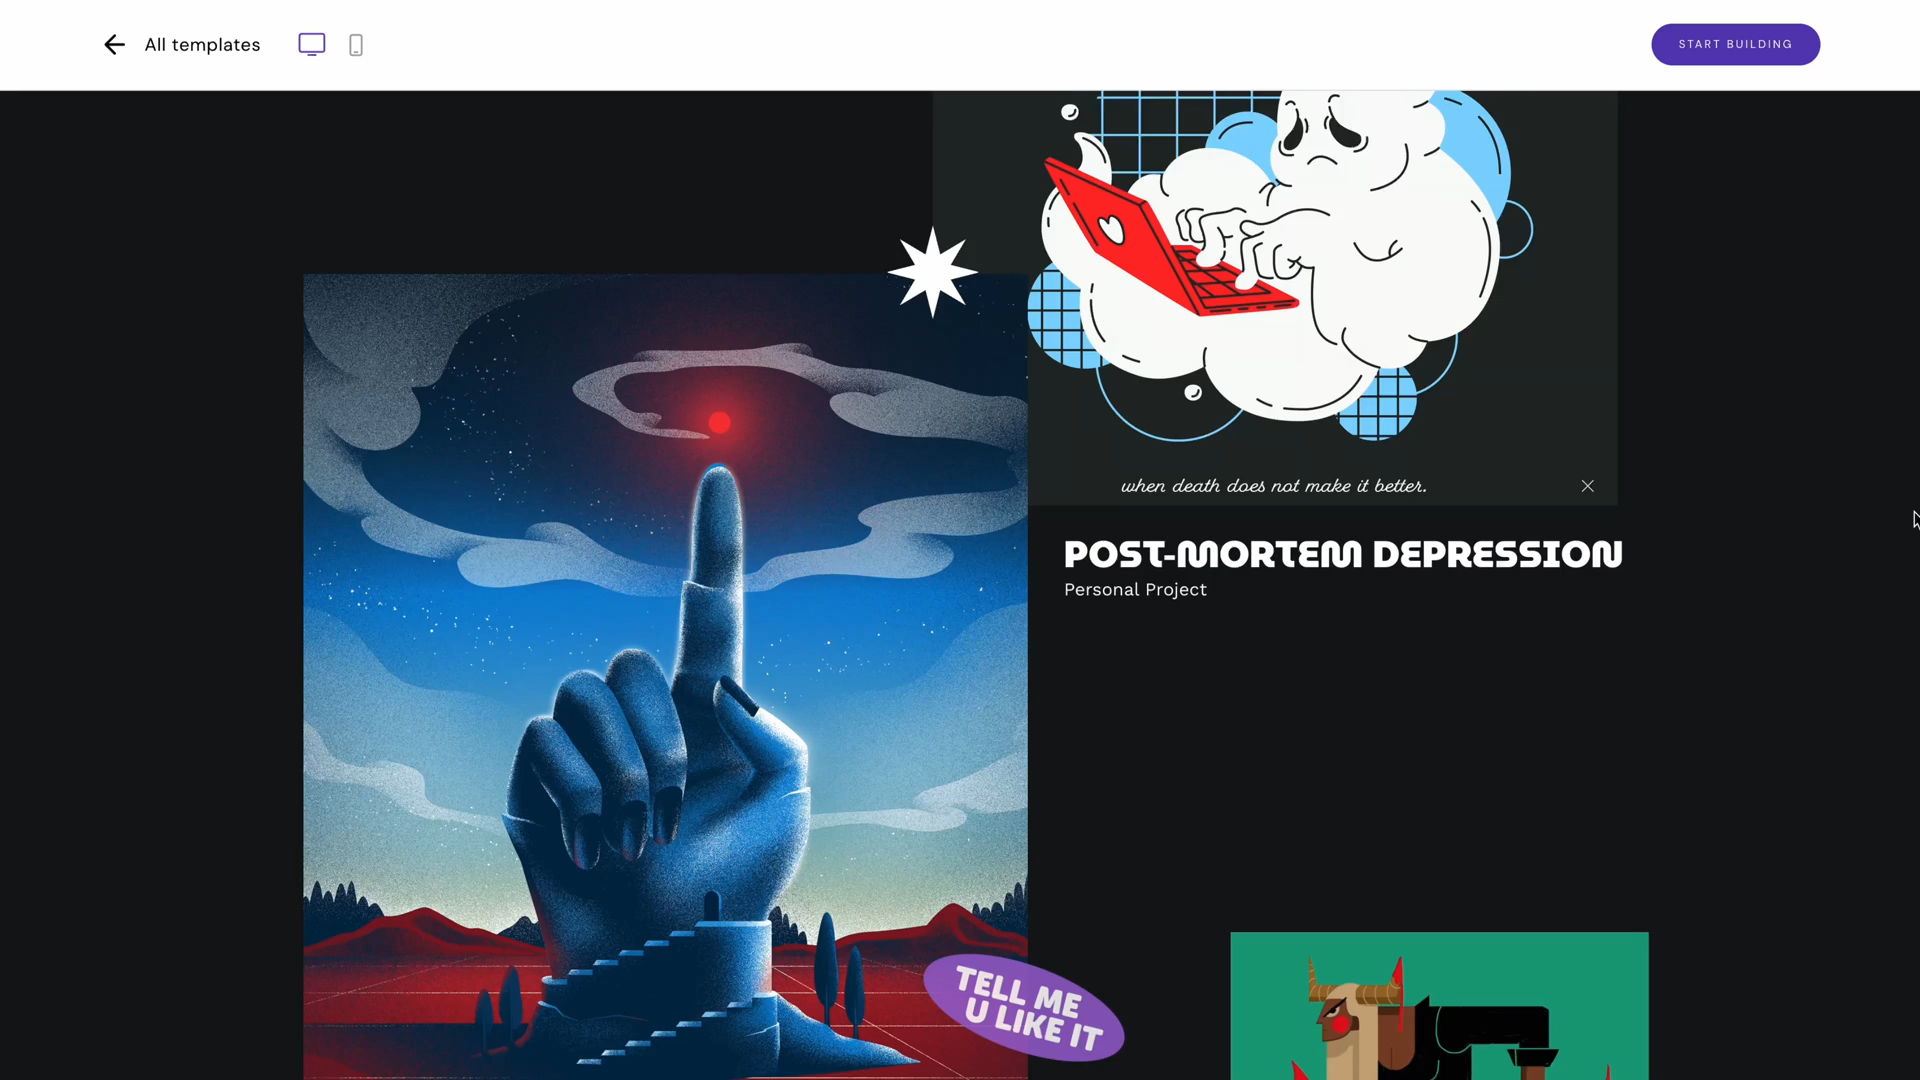 All templates
START BUILDING
when death does not make it better.
POST-MORTEM DEPRESSION
Personal Project
TELL ME
U LIKE IT